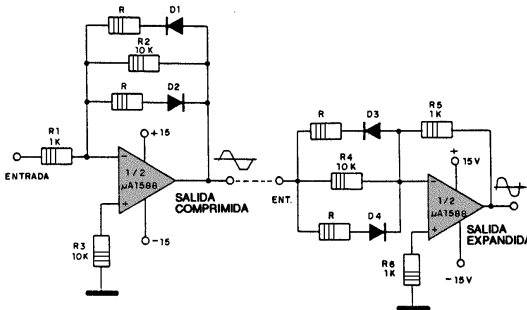 R
D1
R2
10K
R
D2
R1
1K
ENTRADA
+15
1/2
µA1588
-15
R3
10K
SALIDA
COMPRIMIDA
ENT.
R
D3
R4
10K
R
D4
R5
1K
+
15V
1/2
µA1588
-15V
R6
1K
SALIDA
EXPANDIDA